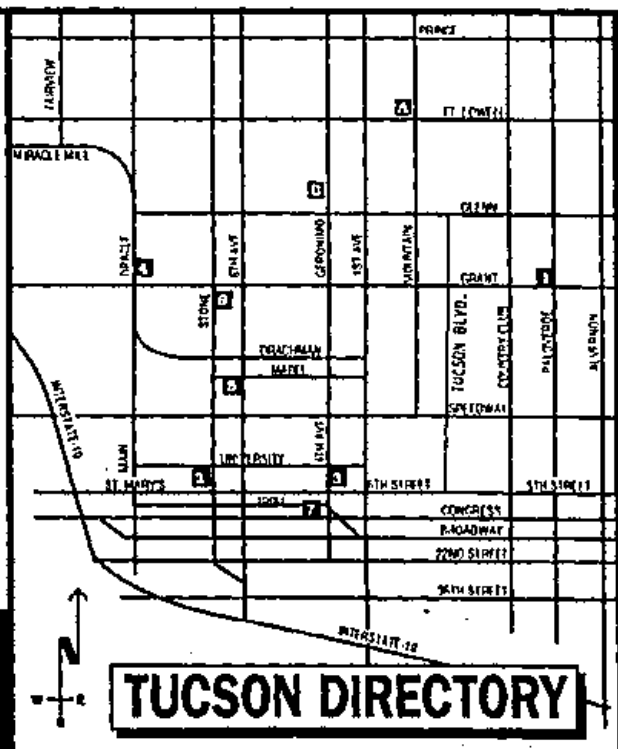 PRINCE
FAIRVIEW
FT. LOWELL
MIRACLE MILE
GLENN
ORACLE
6TH AVE
GERONIMO
1ST AVE
MOUNTAIN
GRANT
STONE
TUCSON BLVD.
COUNTRY CLUB
PALO VERDE
ALVERNON
DRACHMAN
MABEL
SPEEDWAY
INTERSTATE-10
MAIN
UNIVERSITY
4TH AVE
ST. MARY'S
6TH STREET
5TH STREET
7
CONGRESS
BROADWAY
22ND STREET
36TH STREET
INTERSTATE-10
N
W
TUCSON DIRECTORY